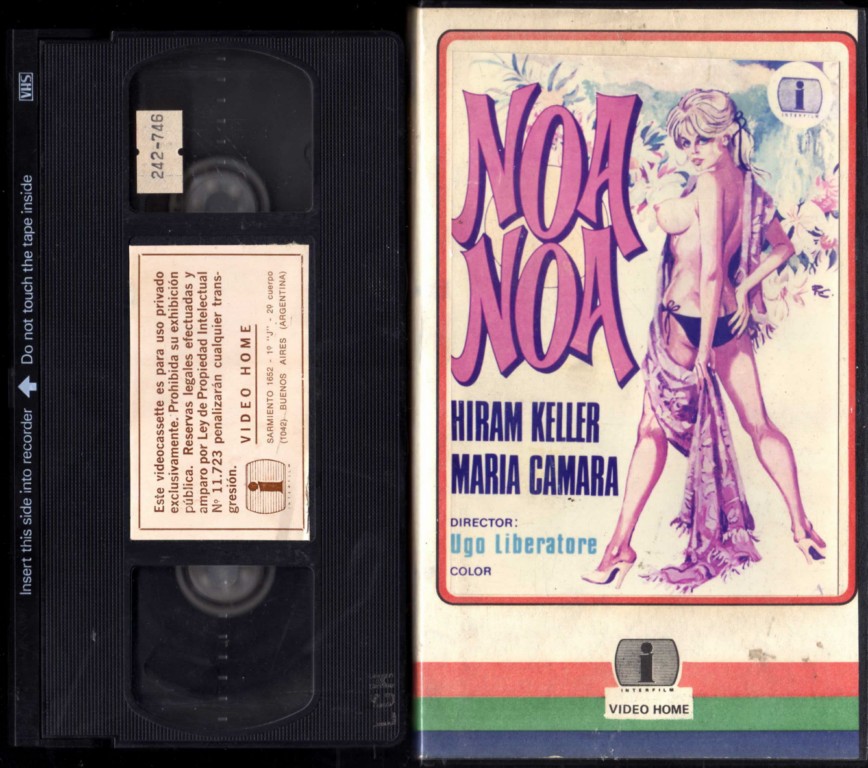 VHS
Insert this side into recorder Do not touch the tape inside
242-746
Este videocassette es para uso privado
exclusivamente. Prohibida su exhibición
pública. Reservas legales efectuadas y
amparo por Ley de Propiedad Intelectual
Nº 11.723 penalizarán cualquier trans-
gresión.
VIDEO HOME
SARMIENTO 1652 - 1º "J" - 2º cuerpo
(1042) BUENOS AIRES (ARGENTINA)
i
INTERFILM
i
INTERFILM
NOA
NOA
HIRAM KELLER
MARIA CAMARA
DIRECTOR:
Ugo Liberatore
COLOR
i
INTERFILM
VIDEO HOME